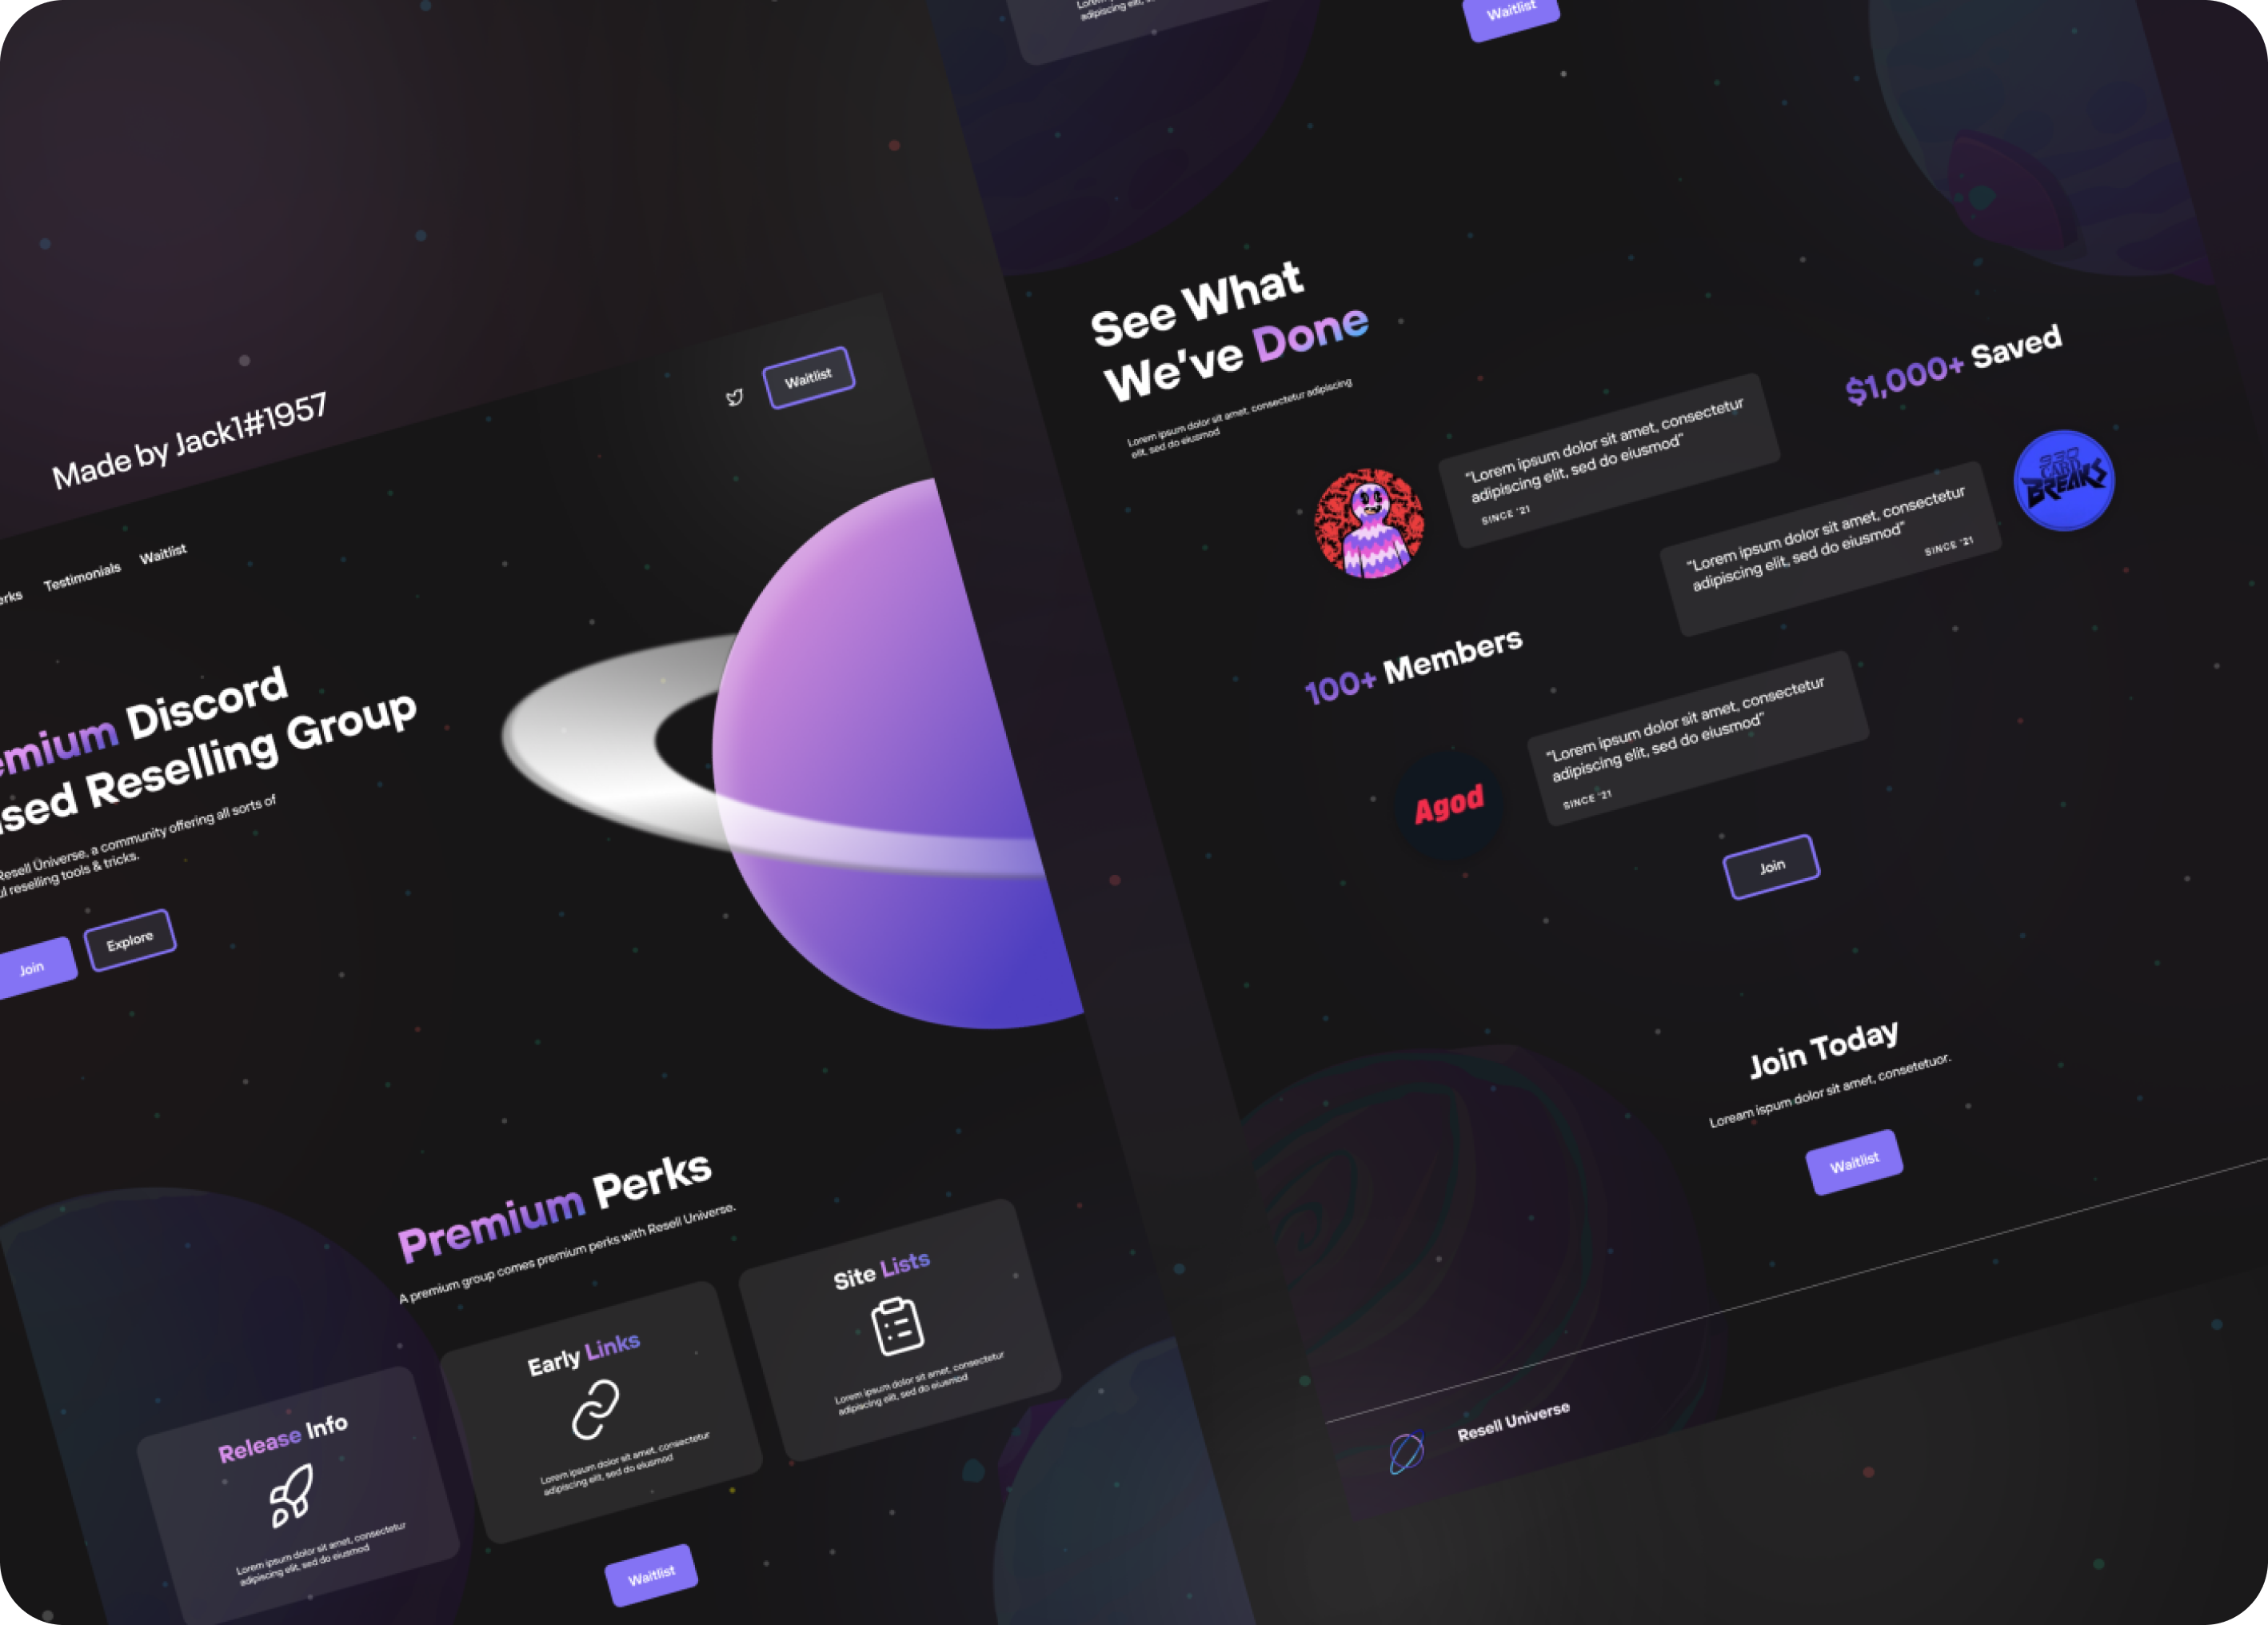 Made by Jack1#1957
Waitlist
Testimonials
Waitlist
Discord
Reselling Group
Resell Universe, a community offering all sorts of
reselling tools & tricks.
Join
Explore
Premium Perks
A premium group comes premium perks with Resell Universe.
Release Info
Lorem ipsum dolor sit amet, consectetur
adipiscing elit, sed do eiusmod
Early Links
Lorem ipsum dolor sit amet, consectetur
adipiscing elit, sed do eiusmod
Site Lists
Lorem ipsum dolor sit amet, consectetur
adipiscing elit, sed do eiusmod
Waitlist
adipiscing elit,
Waitlist
See What
We've Done
Lorem ipsum dolor sit amet, consectetur adipiscing
elit, sed do eiusmod
$1,000+ Saved
"Lorem ipsum dolor sit amet, consectetur
adipiscing elit, sed do eiusmod"
SINCE '21
CARD
BREAKS
"Lorem ipsum dolor sit amet, consectetur
adipiscing elit, sed do eiusmod"
SINCE '21
100+ Members
Agod
"Lorem ipsum dolor sit amet, consectetur
adipiscing elit, sed do eiusmod"
SINCE '21
Join
Join Today
Loream ispum dolor sit amet, consetetuor.
Waitlist
Resell Universe